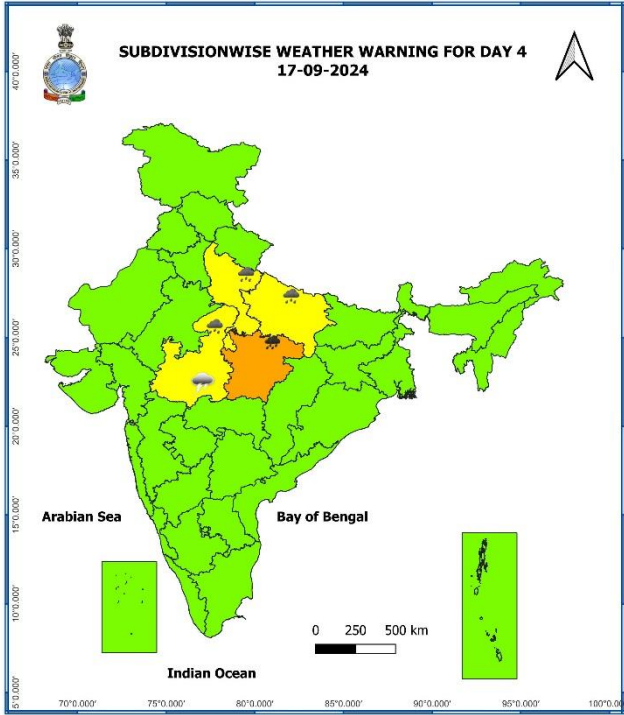 SUBDIVISIONWISE WEATHER WARNING FOR DAY 4
17-09-2024
40°0.000'
35°0.000'
30°0.000'
25°0.000'
20°0.000'
15°0.000'
10°0.000'
5°0.000'
Arabian Sea
Bay of Bengal
0 250 500 km
Indian Ocean
70°0.000' 75°0.000' 80°0.000' 85°0.000' 90°0.000' 95°0.000' 100°0.000'